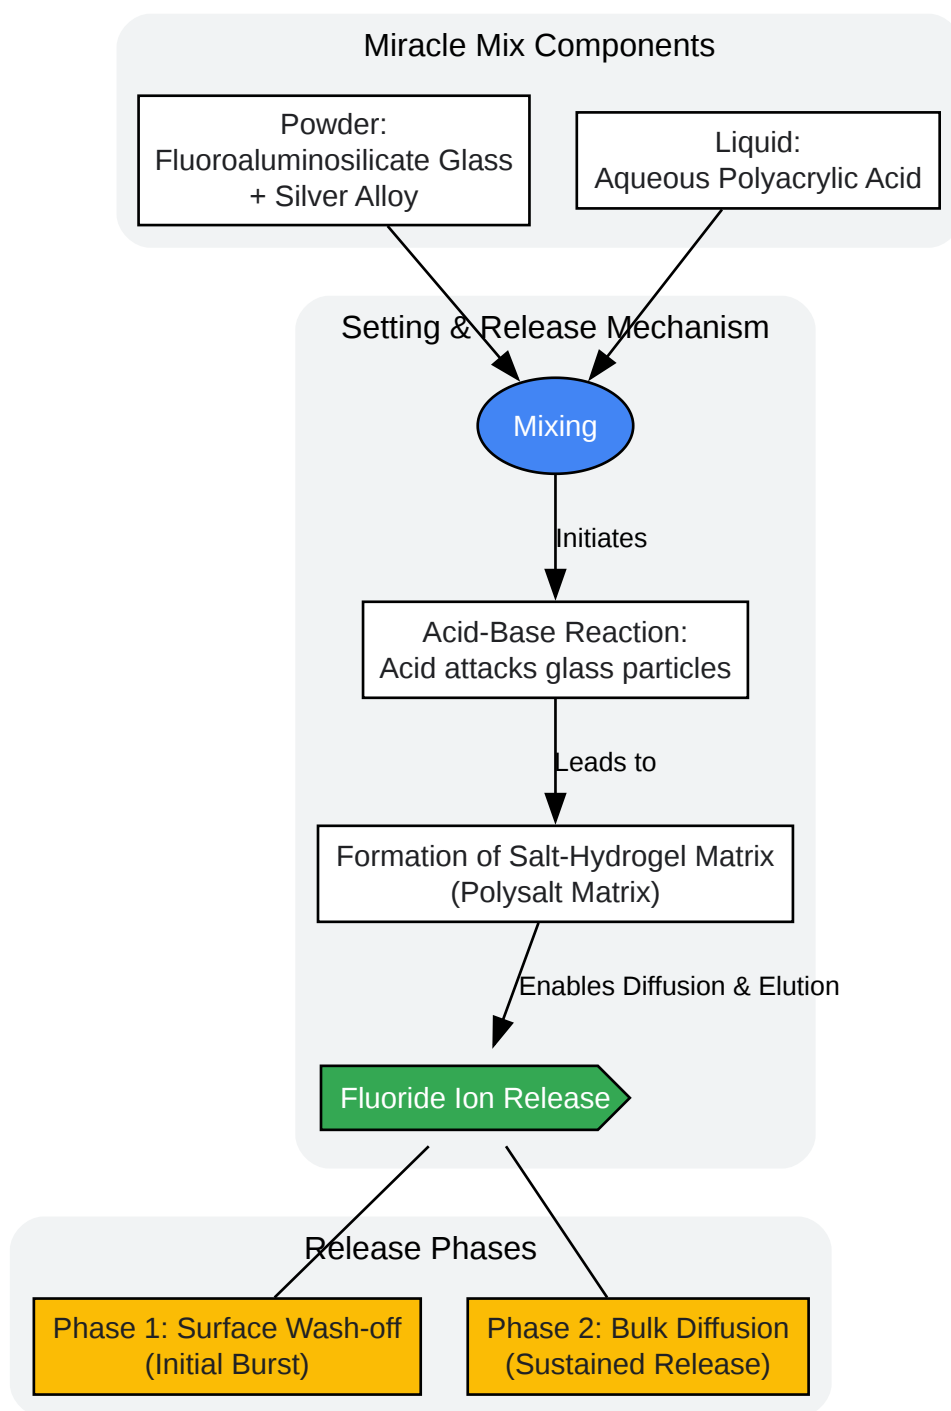 Miracle Mix Components
Powder:
Fluoroaluminosilicate Glass
+ Silver Alloy
Liquid:
Aqueous Polyacrylic Acid
Setting & Release Mechanism
Mixing
Initiates
Acid-Base Reaction:
Acid attacks glass particles
Leads to
Formation of Salt-Hydrogel Matrix
(Polysalt Matrix)
Enables Diffusion & Elution
Fluoride Ion Release
Release Phases
Phase 1: Surface Wash-off
(Initial Burst)
Phase 2: Bulk Diffusion
(Sustained Release)